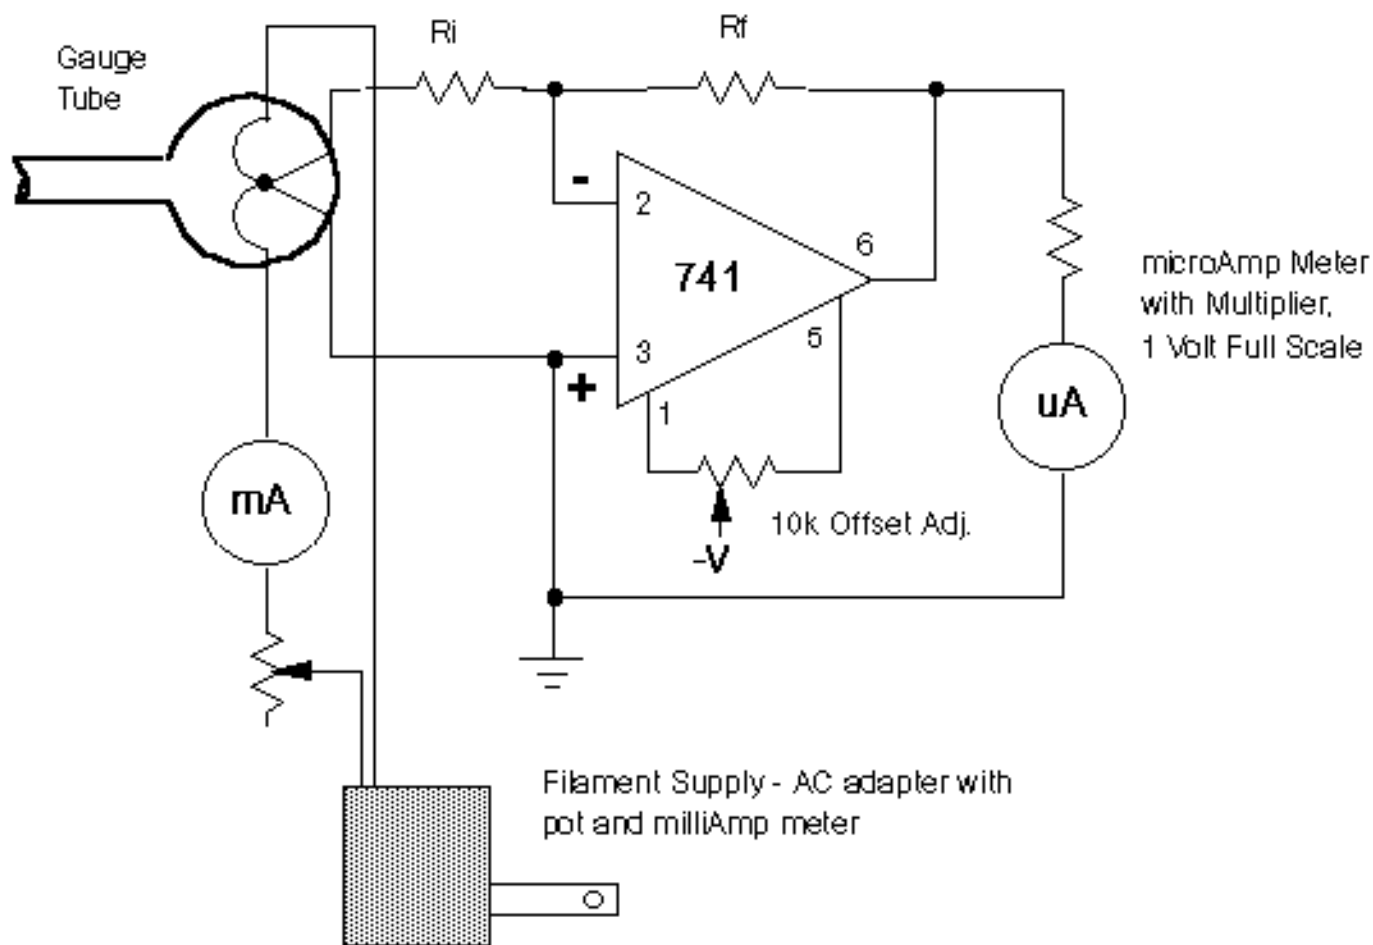 Gauge
Tube
Ri
Rf
-
2
741
6
3
+
5
1
microAmp Meter
with Multiplier,
1 Volt Full Scale
uA
mA
10k Offset Adj.
-V
Filament Supply - AC adapter with
pot and milliAmp meter